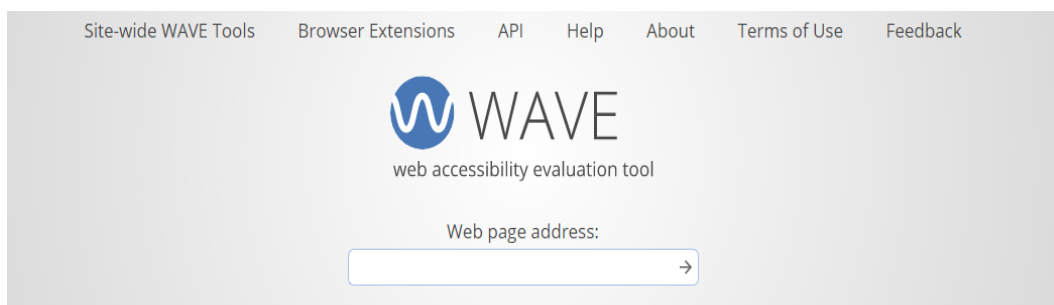 Site-wide WAVE Tools Browser Extensions API Help About Terms of Use Feedback
WAVE
web accessibility evaluation tool
Web page address: